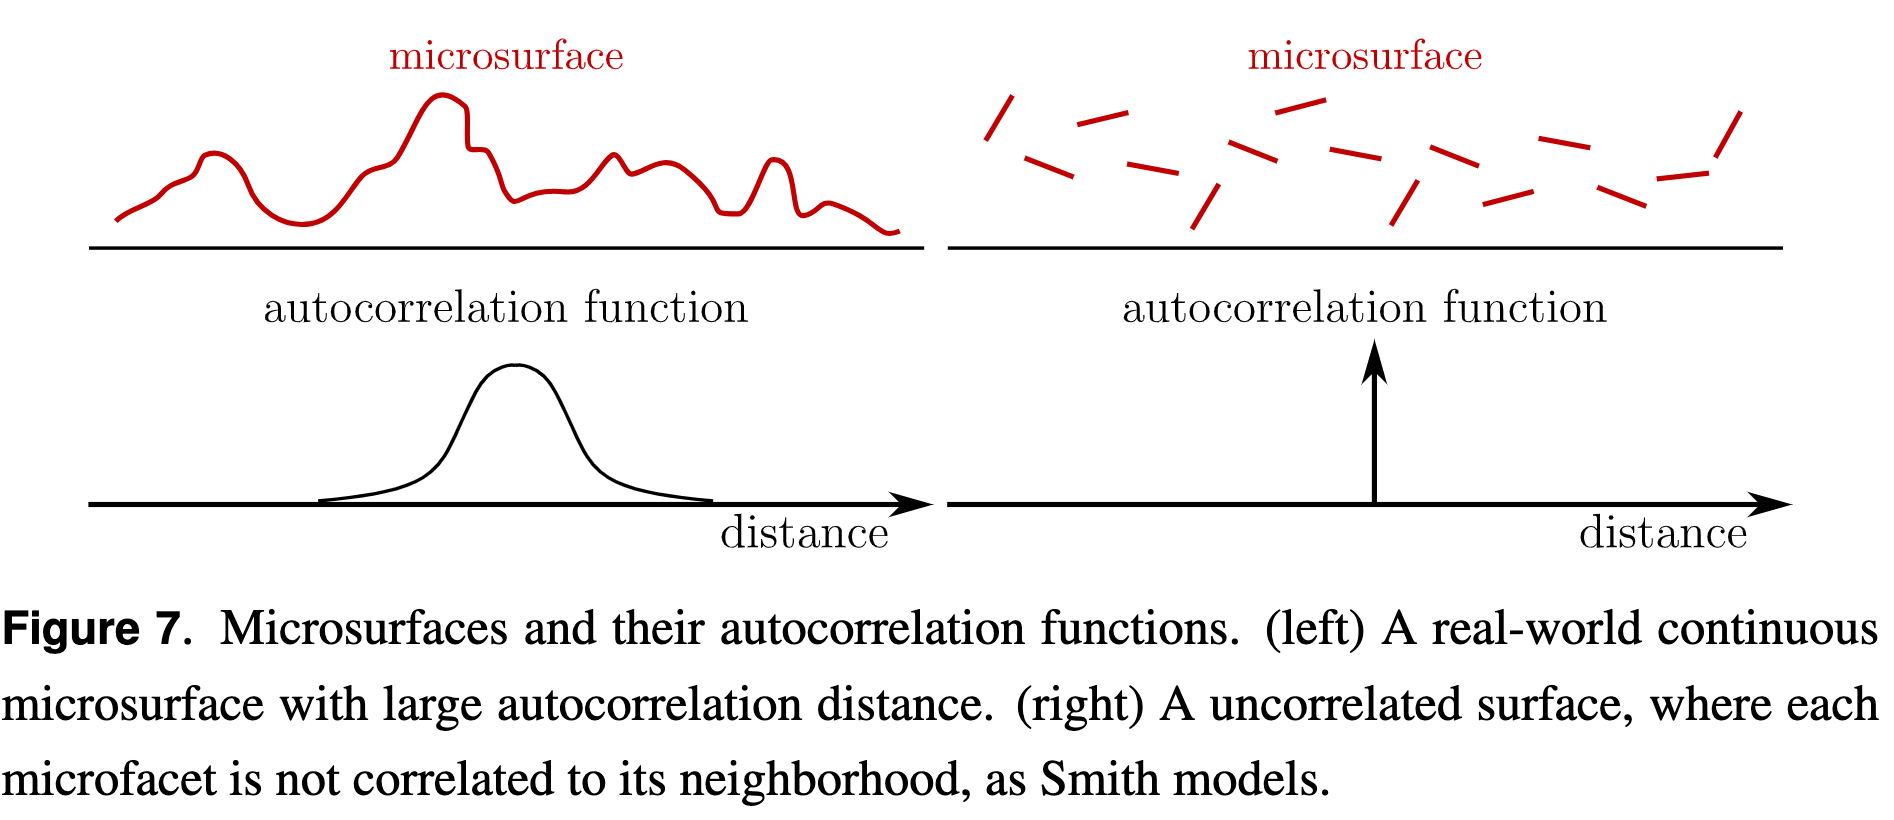 microsurface
microsurface
autocorrelation function
autocorrelation function
distance
distance
Figure 7. Microsurfaces and their autocorrelation functions. (left) A real-world continuous
microsurface with large autocorrelation distance. (right) A uncorrelated surface, where each
microfacet is not correlated to its neighborhood, as Smith models.